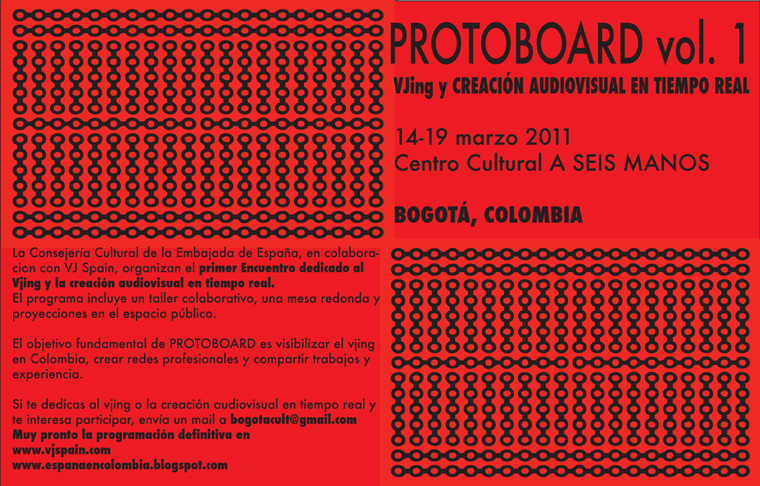 PROTOBOARD vol. 1
VJing y CREACIÓN AUDIOVISUAL EN TIEMPO REAL
14-19 marzo 2011
Centro Cultural A SEIS MANOS
BOGOTÁ, COLOMBIA
La Consejería Cultural de la Embajada de España, en colabora-
cion con VJ Spain, organizan el primer Encuentro dedicado al
Vjing y la creación audiovisual en tiempo real.
El programa incluye un taller colaborativo, una mesa redonda y
proyecciones en el espacio público.
El objetivo fundamental de PROTOBOARD es visibilizar el vjing
en Colombia, crear redes profesionales y compartir trabajos y
experiencia.
Si te dedicas al vjing o la creación audiovisual en tiempo real y
te interesa participar, envía un mail a bogotacult@gmail.com
Muy pronto la programación definitiva en
www.vjspain.com
www.espanaencolombia.blogspot.com